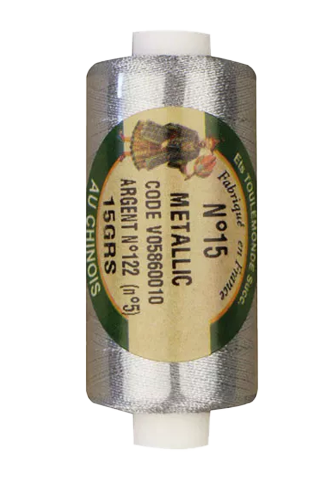 Ets TOULEMONDE Succ.
Fabriqué en France
N°15
METALLIC
CODE V05860010
ARGENT N°122 (n°5)
15GRS
AU CHINOIS